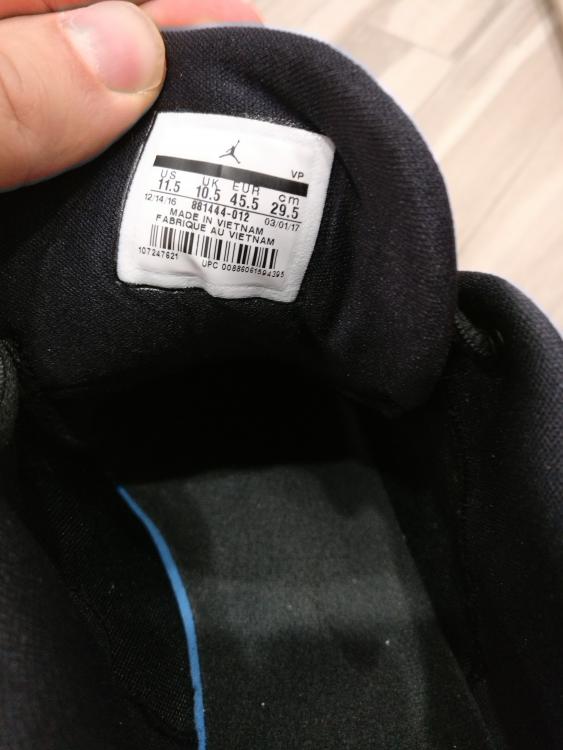 VP
US UK EUR cm
11.5 10.5 45.5 29.5
12/14/16 881444-012 03/01/17
MADE IN VIETNAM
FABRIQUE AU VIETNAM
107247621 UPC 00886061594395